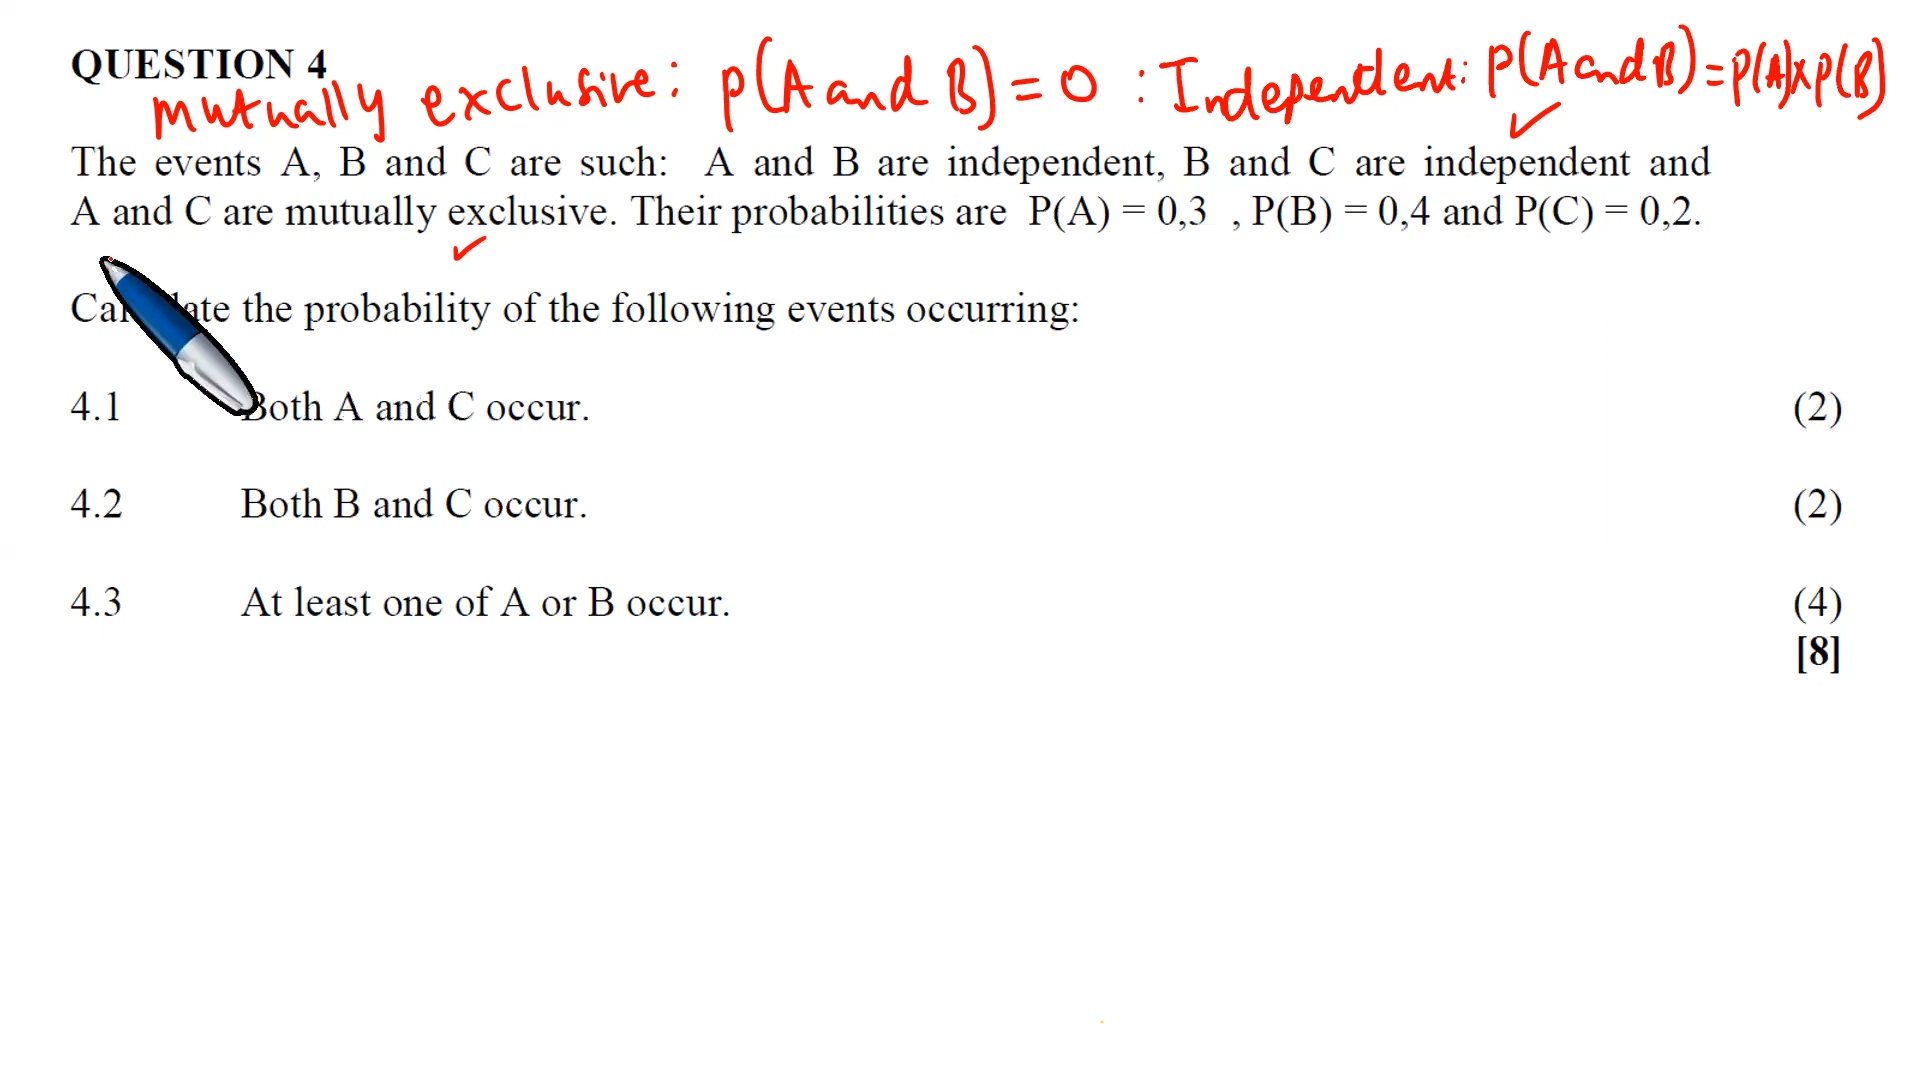 QUESTION 4
mutually exclusive: P(A and B) = 0 : Independent: P(A and B) = P(A) x P(B)
The events A, B and C are such: A and B are independent, B and C are independent and
A and C are mutually exclusive. Their probabilities are P(A) = 0,3 , P(B) = 0,4 and P(C) = 0,2.
the probability of the following events occurring:
4.1 Both A and C occur. (2)
4.2 Both B and C occur. (2)
4.3 At least one of A or B occur. (4)
[8]